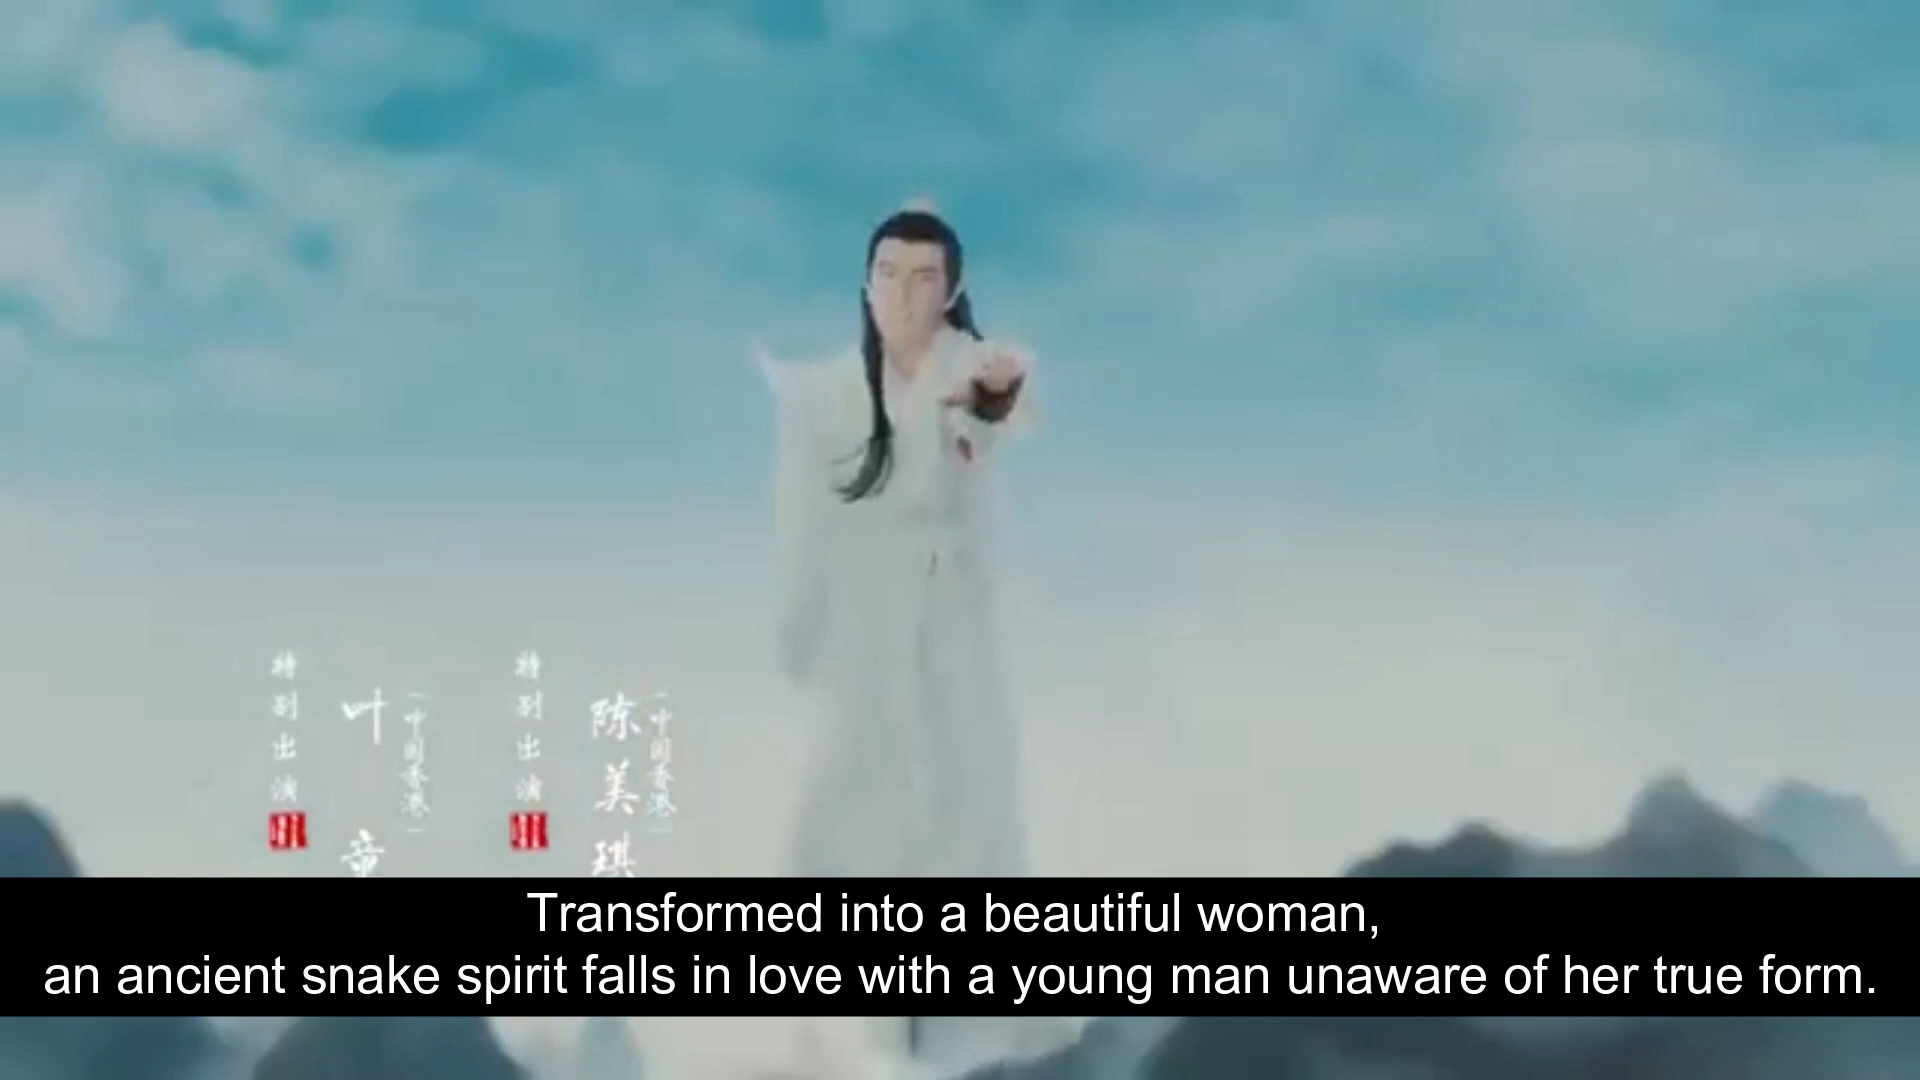 特别出演
叶童
（中国香港）
特别出演
陈美琪
（中国香港）
Transformed into a beautiful woman,
an ancient snake spirit falls in love with a young man unaware of her true form.